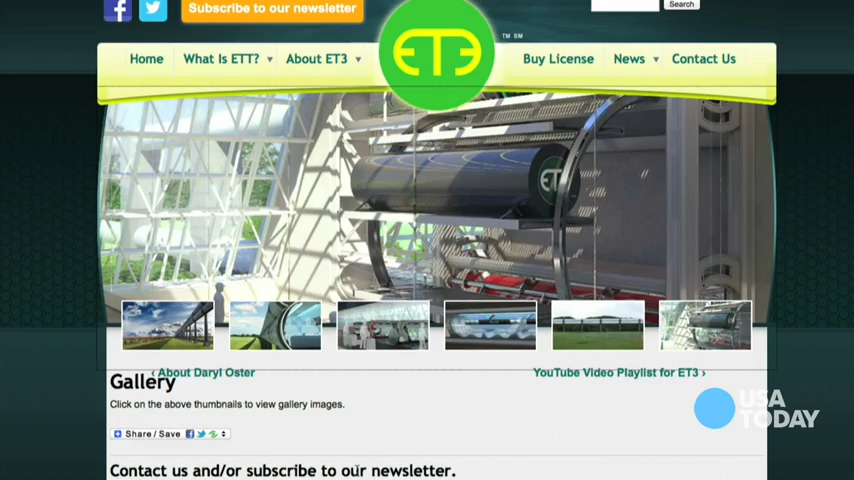 Subscribe to our newsletter
Search
Home
What Is ETT?
About ET3
ET3
TM SM
Buy License
News
Contact Us
ET3
‹ About Daryl Oster
YouTube Video Playlist for ET3 ›
Gallery
Click on the above thumbnails to view gallery images.
Share / Save
Contact us and/or subscribe to our newsletter.
USA
TODAY